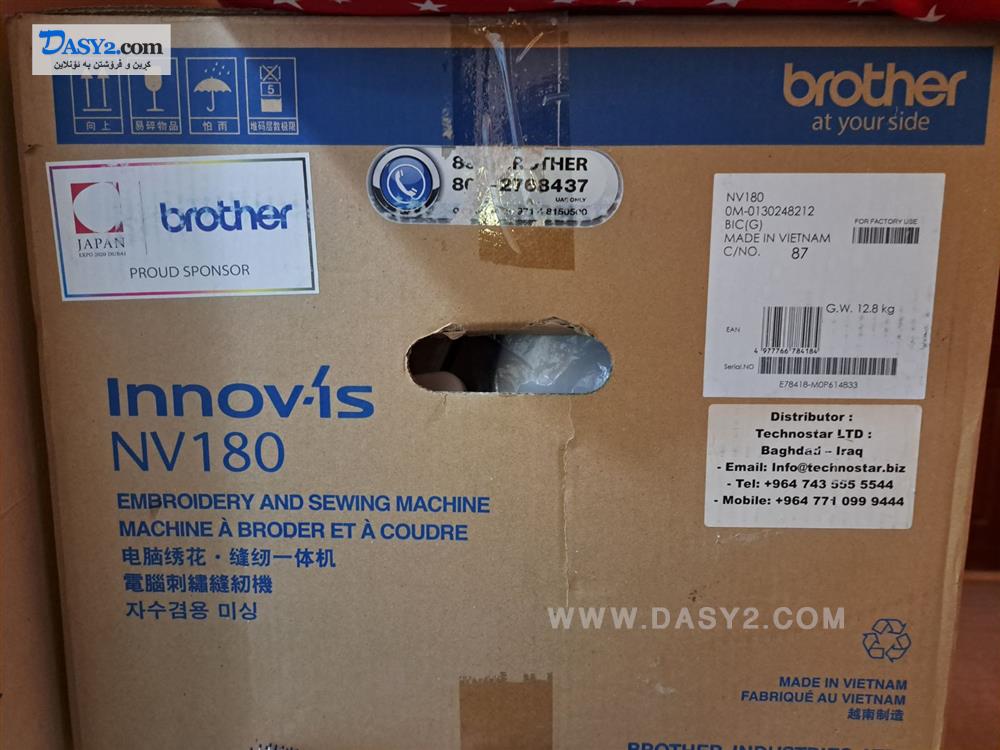 DASY2.com
کڕین و فرۆشتن بە ئۆنلاین
向上
易碎物品
怕雨
5
堆码层数极限
brother
at your side
JAPAN
EXPO 2020 DUBAI
brother
PROUD SPONSOR
2768437
UAE ONLY
NV180
0M-0130248212
BIC(G)
MADE IN VIETNAM
C/NO. 87
FOR FACTORY USE
G.W. 12.8 kg
EAN
4 977766 784184
Serial.NO
E78418-M0P614833
Distributor :
Technostar LTD :
Baghdad - Iraq
- Email: Info@technostar.biz
- Tel: +964 743 555 5544
- Mobile: +964 771 099 9444
Innov-ís
NV180
EMBROIDERY AND SEWING MACHINE
MACHINE À BRODER ET À COUDRE
电脑绣花·缝纫一体机
電腦刺繡縫紉機
자수겸용 미싱
WWW.DASY2.COM
MADE IN VIETNAM
FABRIQUÉ AU VIETNAM
越南制造
BROTHER INDUSTRIES